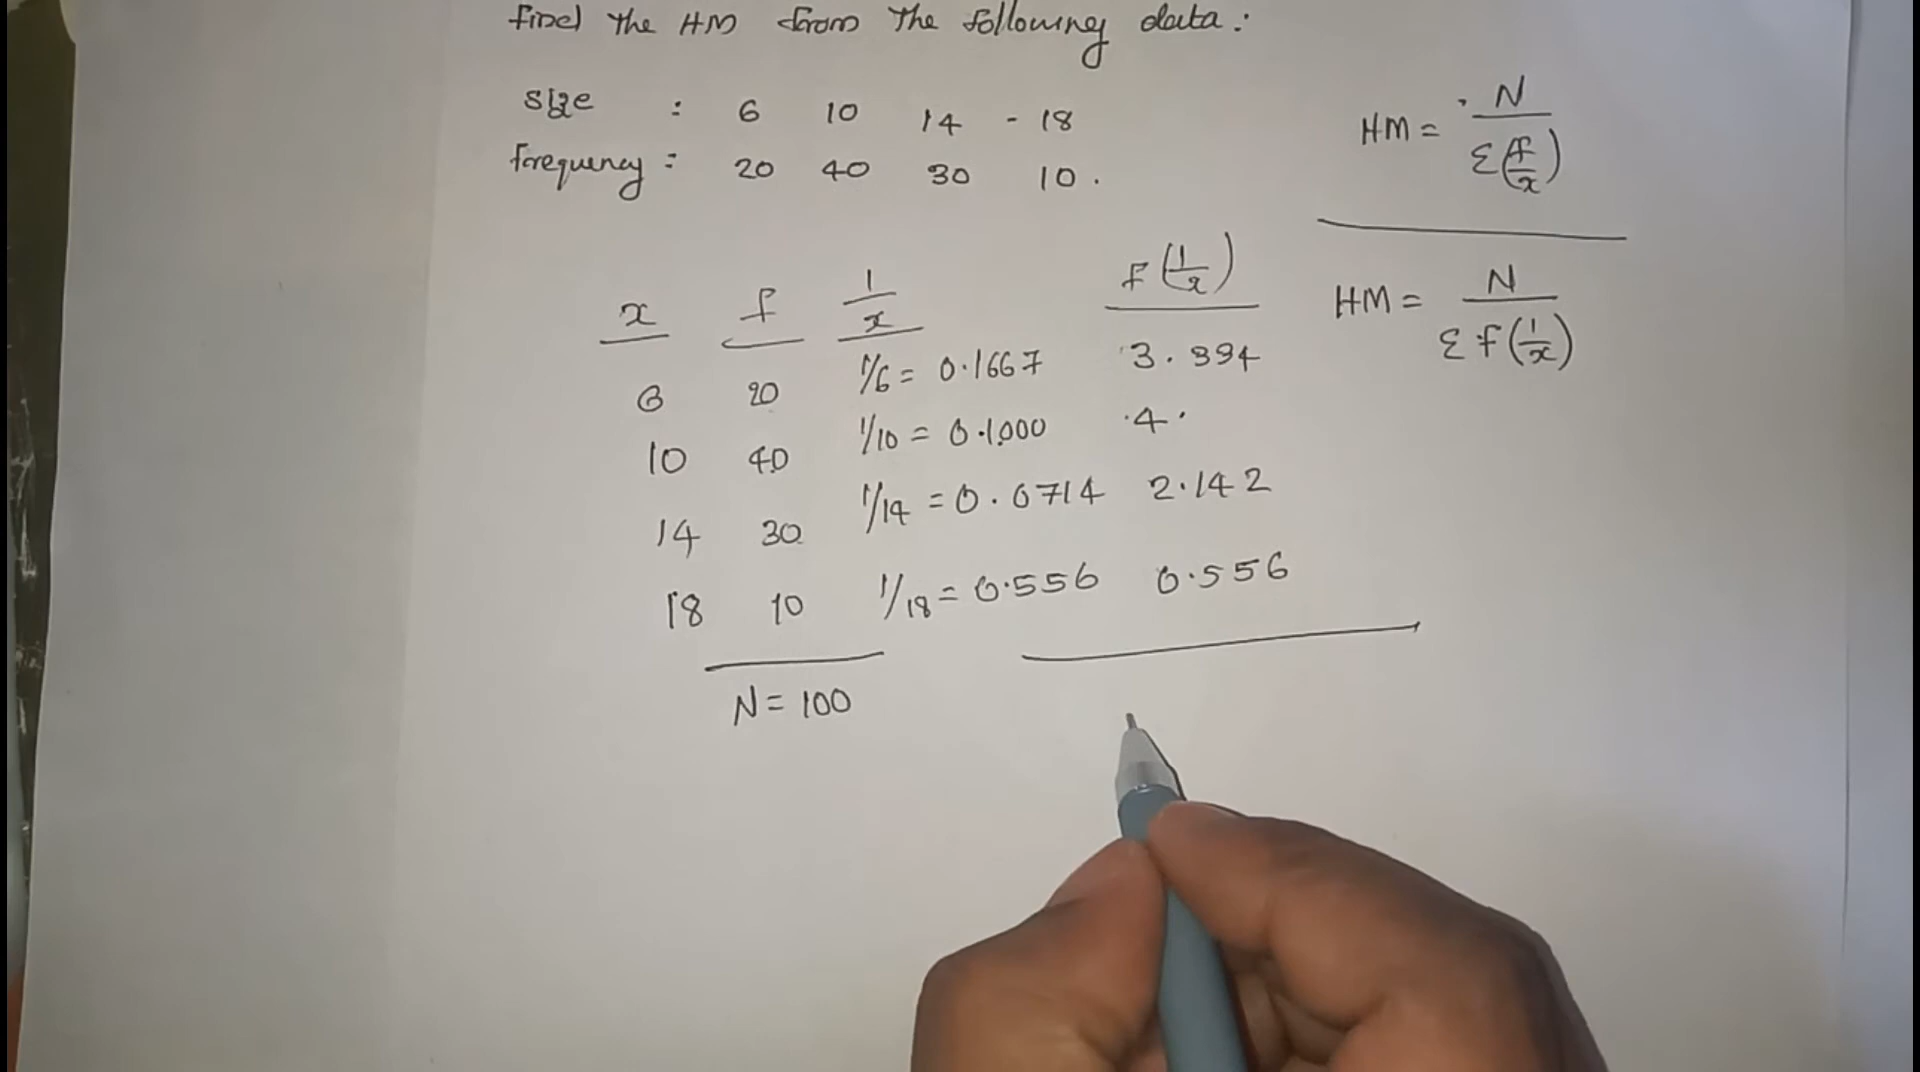 find the HM from the following data :
size : 6 10 14 - 18
frequency : 20 40 30 10 .
HM = N / Σ(f/x)
HM = N / Σ f(1/x)
x f 1/x f(1/x)
6 20 1/6 = 0.1667 3.334
10 40 1/10 = 0.1000 4.
14 30 1/14 = 0.0714 2.142
18 10 1/18 = 0.556 0.556
N = 100